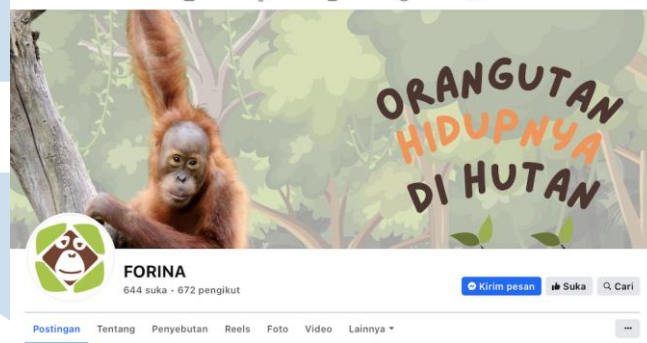 ORANGUTAN
HIDUPNYA
DI HUTAN
FORINA
644 suka • 672 pengikut
Kirim pesan
Suka
Cari
Postingan
Tentang
Penyebutan
Reels
Foto
Video
Lainnya